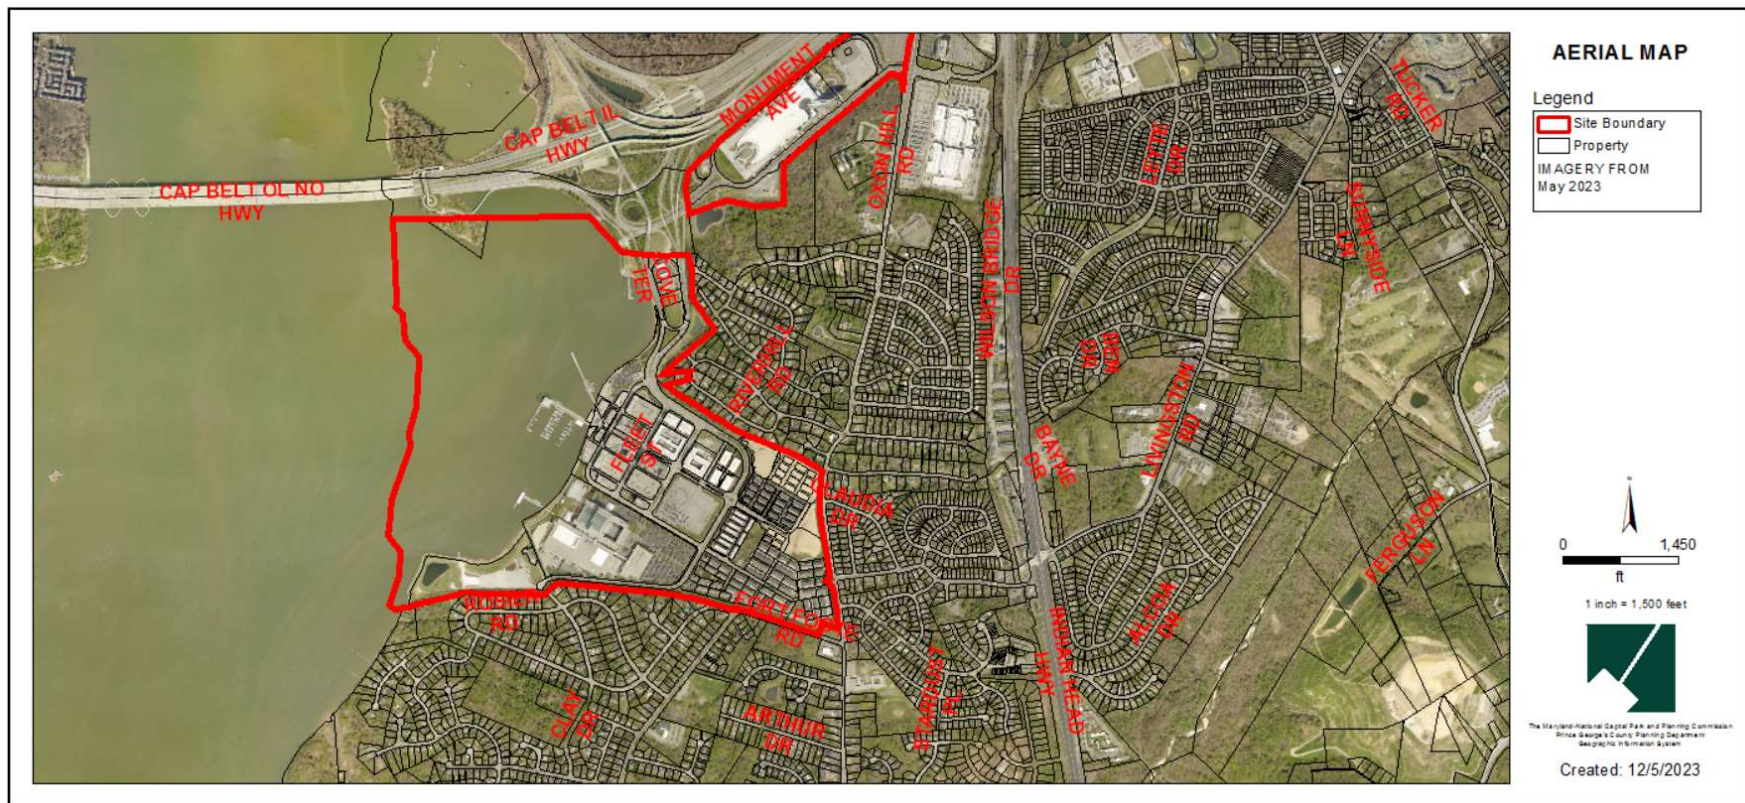 AERIAL MAP
Legend
Site Boundary
Property
IMAGERY FROM
May 2023
N
0 1,450
ft
1 inch = 1,500 feet
The Maryland-National Capital Park and Planning Commission
Prince George's County Planning Department
Geographic Information System
Created: 12/5/2023
MONUMENT
AVE
CAP BELT IL
HWY
CAP BELT OL NO
HWY
OXON HILL
RD
TUCKER
RD
LEYTE
DR
SUNNYSIDE
LN
WILSON BRIDGE
DR
COVE
TER
RIVERHILL
RD
BEN
DR
LIVINGSTON
RD
BAYNE
DR
FLEET
ST
CLAUDIA
DR
FERGUSON
LN
RD
RD
ALCOA
DR
INDIAN HEAD
HWY
STARDUST
PL
CLAY
DR
ARTHUR
DR